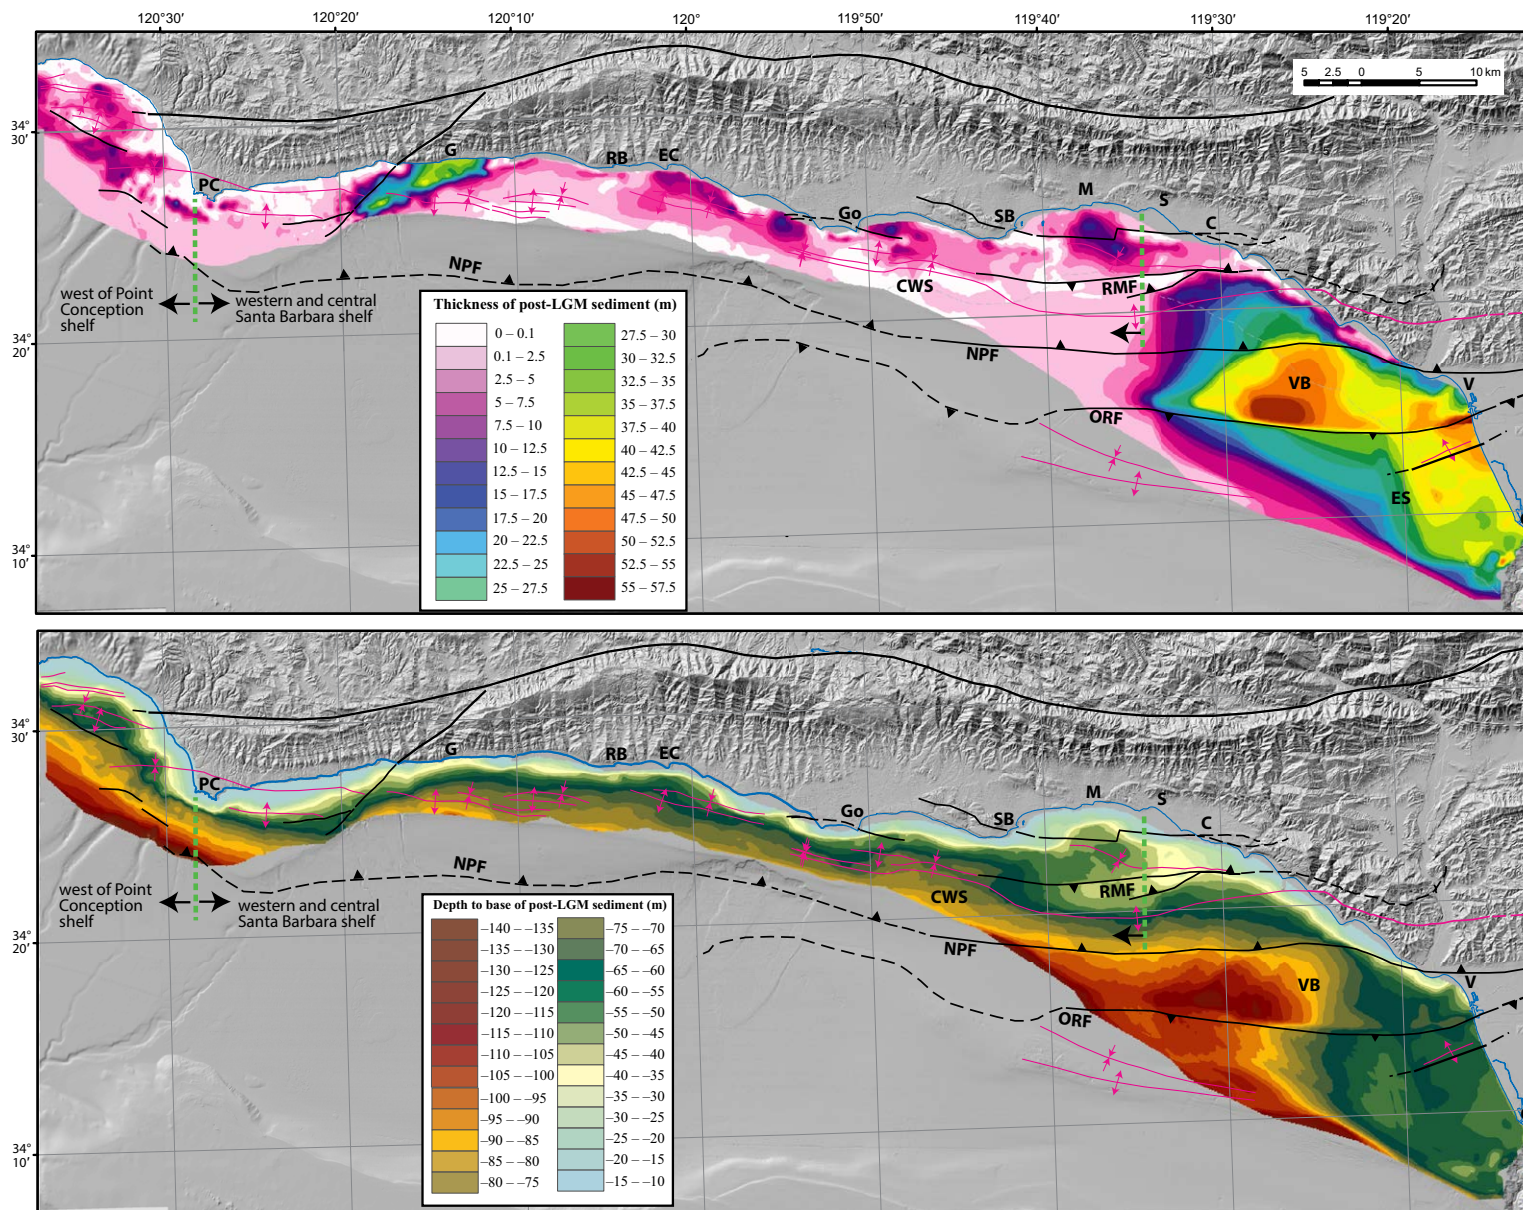 120°30'
120°20'
120°10'
120°
119°50'
119°40'
119°30'
119°20'
5 2.5 0 5 10 km
34°
30'
34°
20'
34°
10'
PC
G
RB
EC
Go
SB
M
S
C
CWS
RMF
NPF
NPF
ORF
VB
V
ES
west of Point
Conception
shelf
western and central
Santa Barbara shelf
Thickness of post-LGM sediment (m)
0 – 0.1
0.1 – 2.5
2.5 – 5
5 – 7.5
7.5 – 10
10 – 12.5
12.5 – 15
15 – 17.5
17.5 – 20
20 – 22.5
22.5 – 25
25 – 27.5
27.5 – 30
30 – 32.5
32.5 – 35
35 – 37.5
37.5 – 40
40 – 42.5
42.5 – 45
45 – 47.5
47.5 – 50
50 – 52.5
52.5 – 55
55 – 57.5
34°
30'
34°
20'
34°
10'
PC
G
RB
EC
Go
SB
M
S
C
CWS
RMF
NPF
NPF
ORF
VB
V
west of Point
Conception
shelf
western and central
Santa Barbara shelf
Depth to base of post-LGM sediment (m)
–140 – –135
–135 – –130
–130 – –125
–125 – –120
–120 – –115
–115 – –110
–110 – –105
–105 – –100
–100 – –95
–95 – –90
–90 – –85
–85 – –80
–80 – –75
–75 – –70
–70 – –65
–65 – –60
–60 – –55
–55 – –50
–50 – –45
–45 – –40
–40 – –35
–35 – –30
–30 – –25
–25 – –20
–20 – –15
–15 – –10